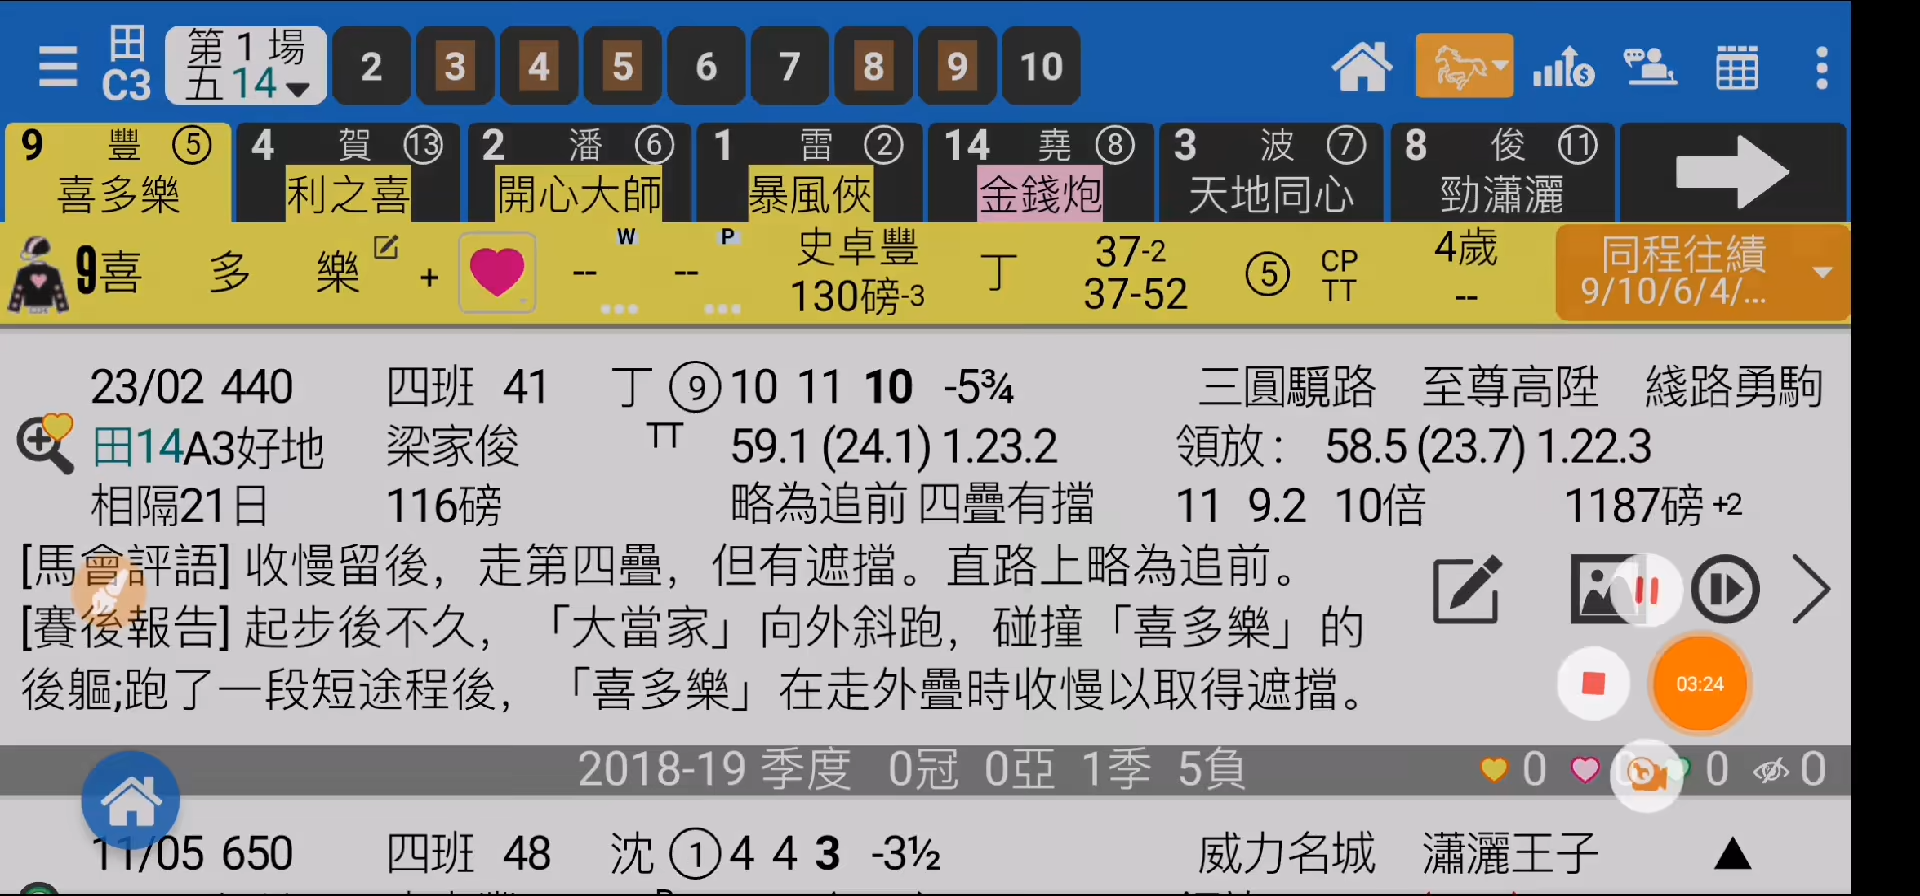 田 第1場 2 3 4 5 6 7 8 9 10
C3 五14
9 豐 ⑤ 4 賀 ⑬ 2 潘 ⑥ 1 雷 ② 14 堯 ⑧ 3 波 ⑦ 8 俊 ⑪
喜多樂 利之喜 開心大師 暴風俠 金錢炮 天地同心 勁瀟灑
9喜多樂 + W -- P -- 史卓豐 丁 37-2 ⑤ CP 4歲 同程往績
130磅-3 37-52 TT -- 9/10/6/4/...
23/02 440 四班 41 丁 ⑨ 10 11 10 -5¾ 三圓騴路 至尊高陞 綫路勇駒
田14A3好地 梁家俊 TT 59.1 (24.1) 1.23.2 領放: 58.5 (23.7) 1.22.3
相隔21日 116磅 略為追前 四疊有擋 11 9.2 10倍 1187磅 +2
[馬會評語] 收慢留後，走第四疊，但有遮擋。直路上略為追前。
[賽後報告] 起步後不久，「大當家」向外斜跑，碰撞「喜多樂」的
後軀;跑了一段短途程後，「喜多樂」在走外疊時收慢以取得遮擋。
03:24
2018-19 季度 0冠 0亞 1季 5負 0 0 0
11/05 650 四班 48 沈 ① 4 4 3 -3½ 威力名城 瀟灑王子